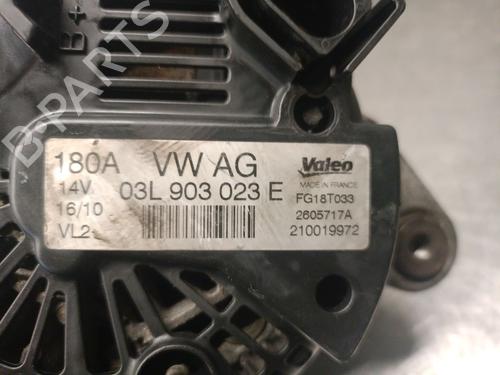 B+
180A VW AG
14V 03L 903 023 E
16/10
VL2
Valeo
MADE IN FRANCE
FG18T033
2605717A
210019972
B-PARTS